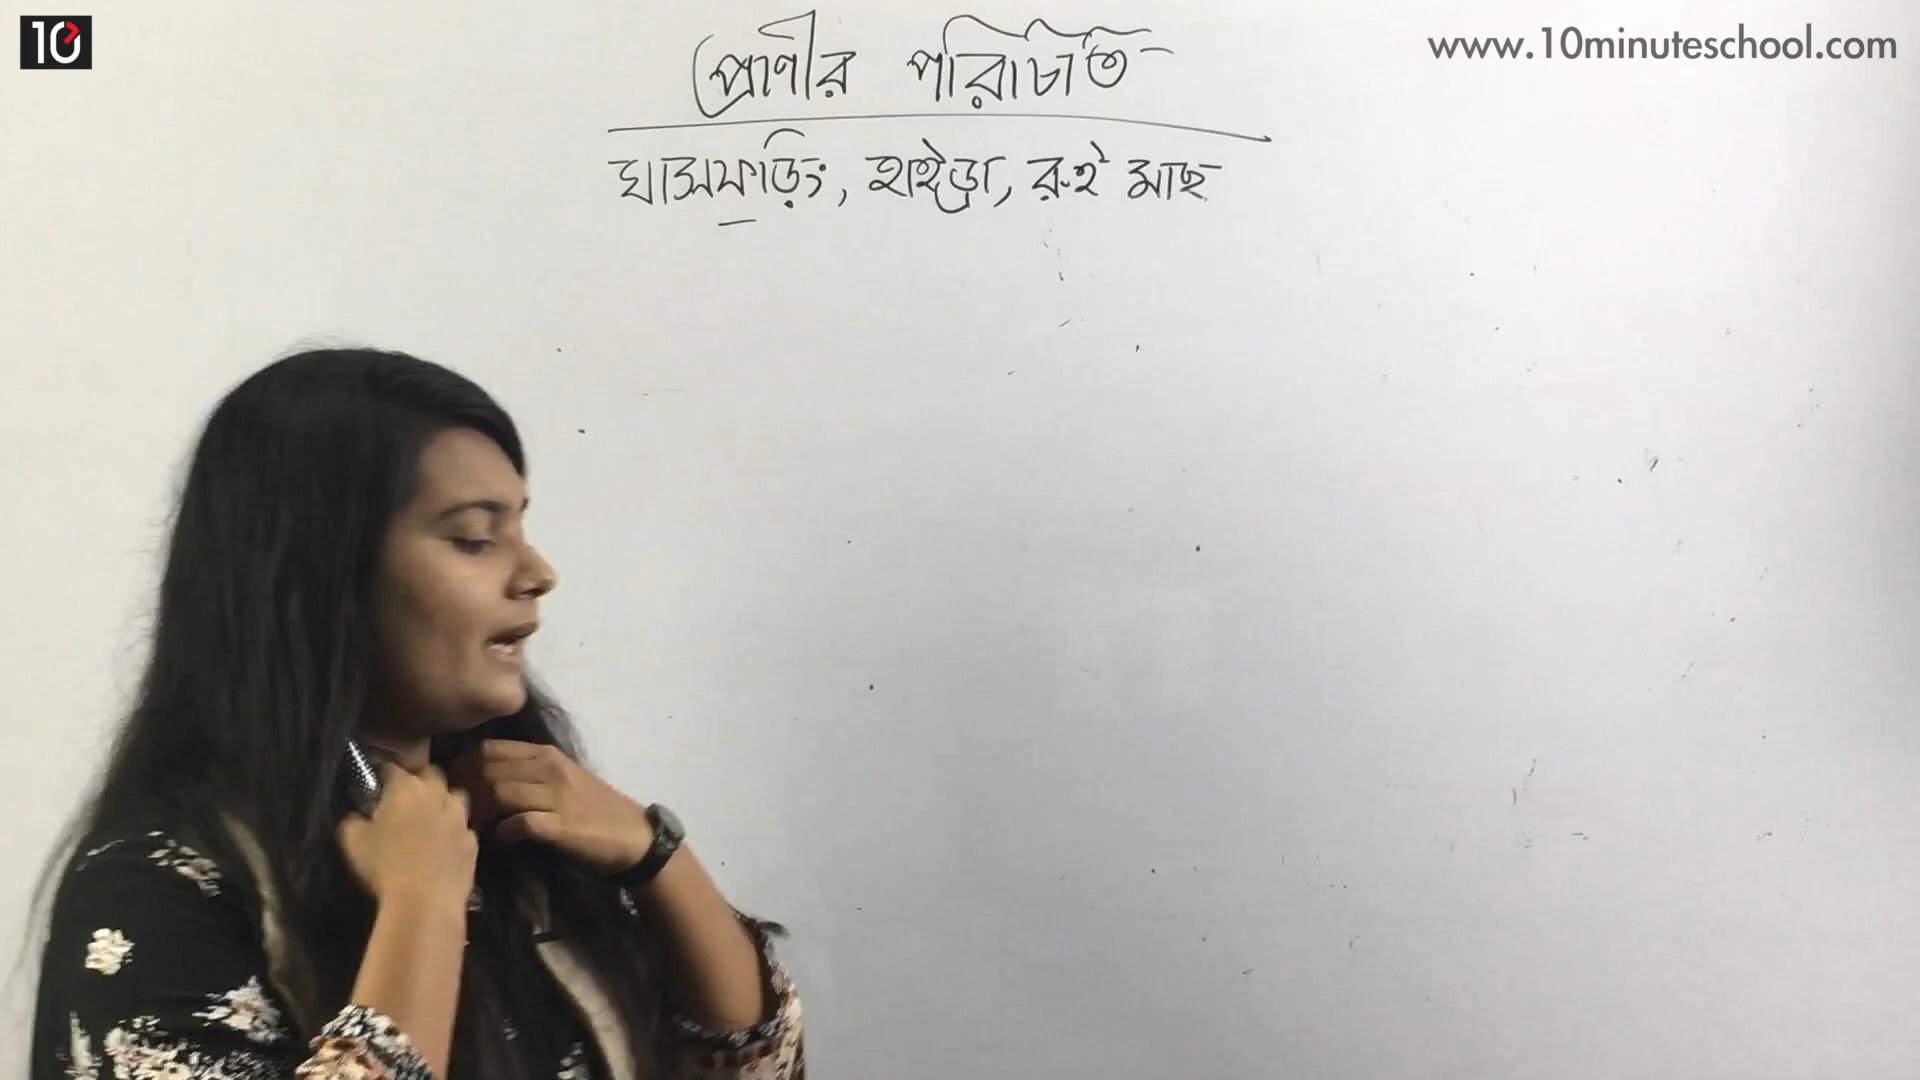 10
www.10minuteschool.com
প্রাণীর পরিচিতি
ঘাসফড়িং, হাইড্রা, রুই মাছ